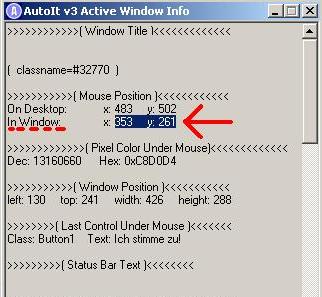 AutoIt v3 Active Window Info
>>>>>>>>>>>>( Window Title )<<<<<<<<<<<<
( classname=#32770 )
>>>>>>>>>>>>( Mouse Position )<<<<<<<<<<<<
On Desktop: x: 483 y: 502
In Window: x: 353 y: 261
>>>>>>>>>( Pixel Color Under Mouse)<<<<<<<<<
Dec: 13160660 Hex: 0xC8D0D4
>>>>>>>>>>>>( Window Position )<<<<<<<<<<<<
left: 130 top: 241 width: 426 height: 288
>>>>>>>>>( Last Control Under Mouse )<<<<<<<<
Class: Button1 Text: Ich stimme zu!
>>>>>>>>>>( Status Bar Text )<<<<<<<<